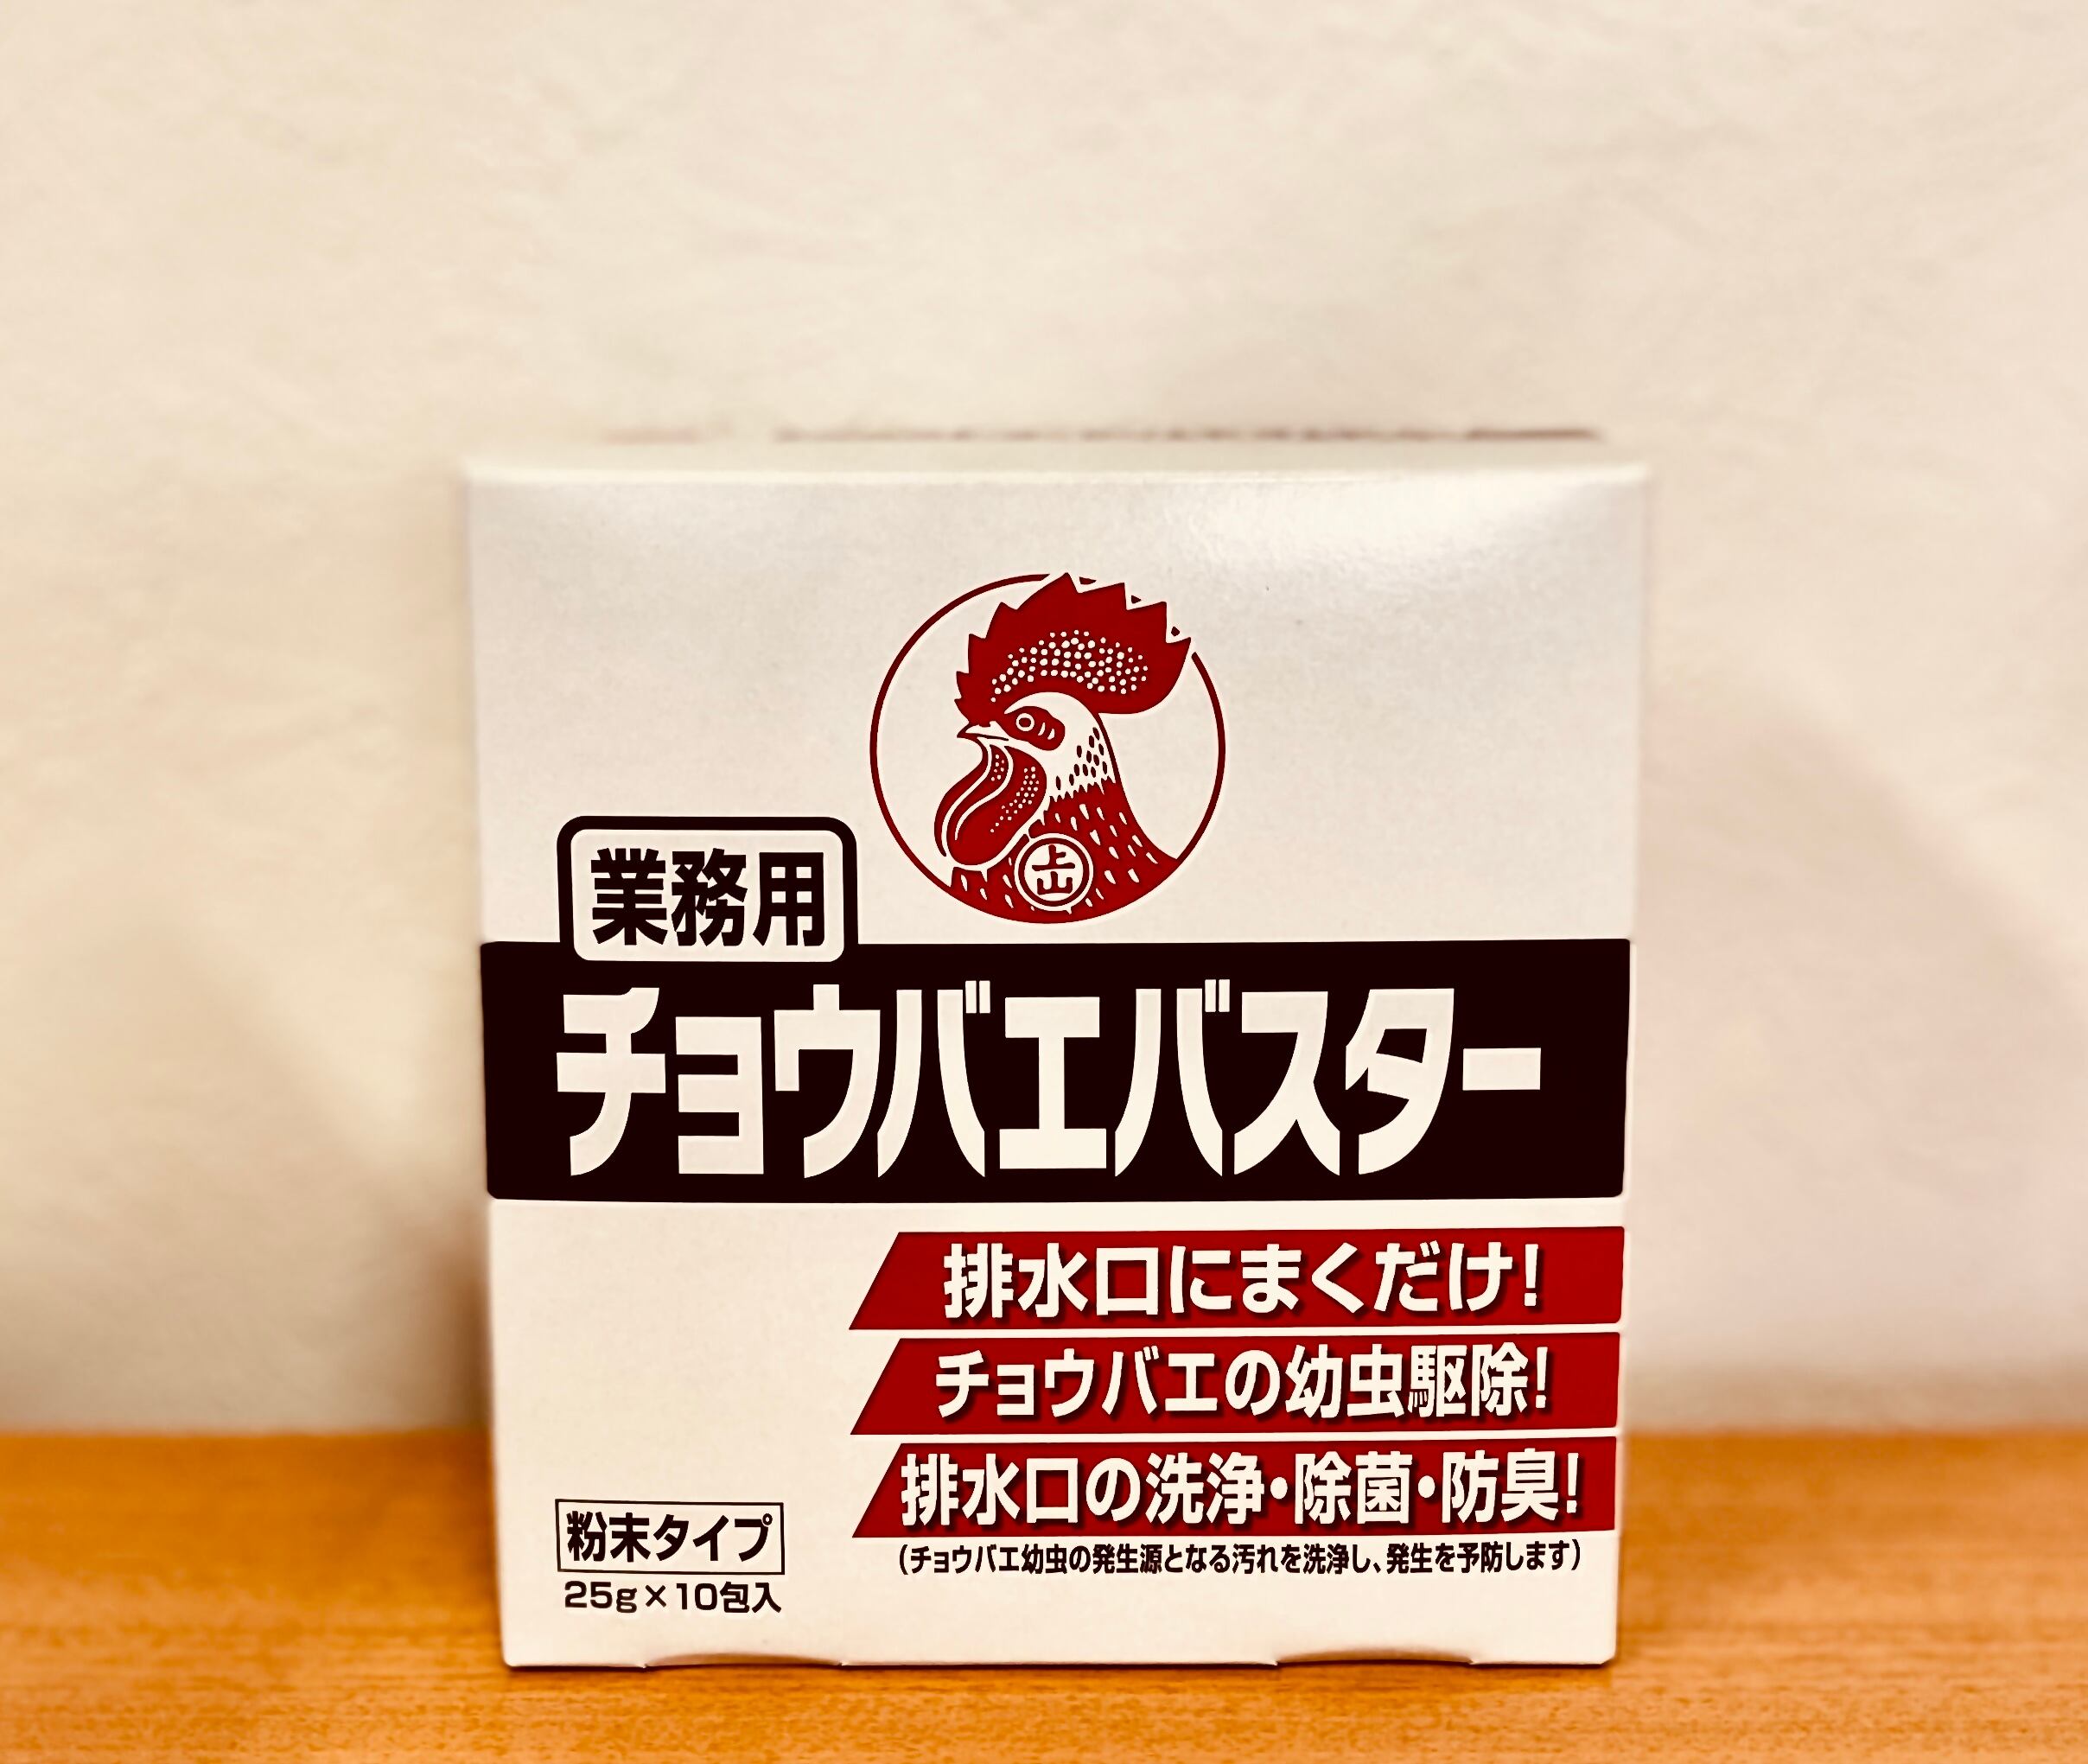 上山
業務用
チョウバエバスター
排水口にまくだけ!
チョウバエの幼虫駆除!
排水口の洗浄・除菌・防臭!
(チョウバエ幼虫の発生源となる汚れを洗浄し、発生を予防します)
粉末タイプ
25g×10包入